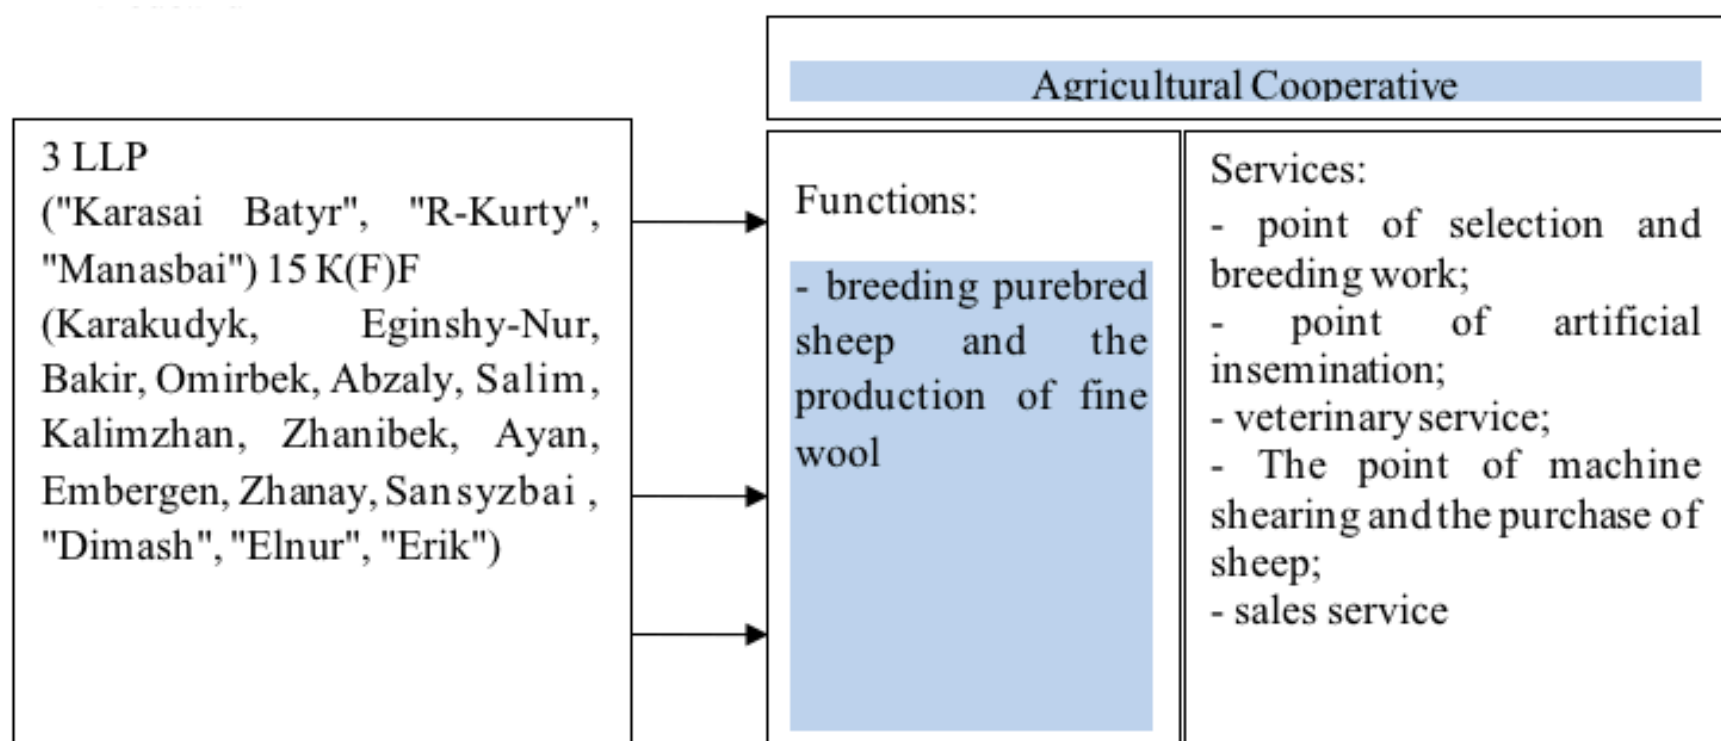 Agricultural Cooperative
3 LLP
("Karasai Batyr", "R-Kurty",
"Manasbai") 15 K(F)F
(Karakudyk, Eginshy-Nur,
Bakir, Omirbek, Abzaly, Salim,
Kalimzhan, Zhanibek, Ayan,
Embergen, Zhanay, Sansyzbai ,
"Dimash", "Elnur", "Erik")
Functions:
- breeding purebred
sheep and the
production of fine
wool
Services:
- point of selection and
breeding work;
- point of artificial
insemination;
- veterinary service;
- The point of machine
shearing and the purchase of
sheep;
- sales service